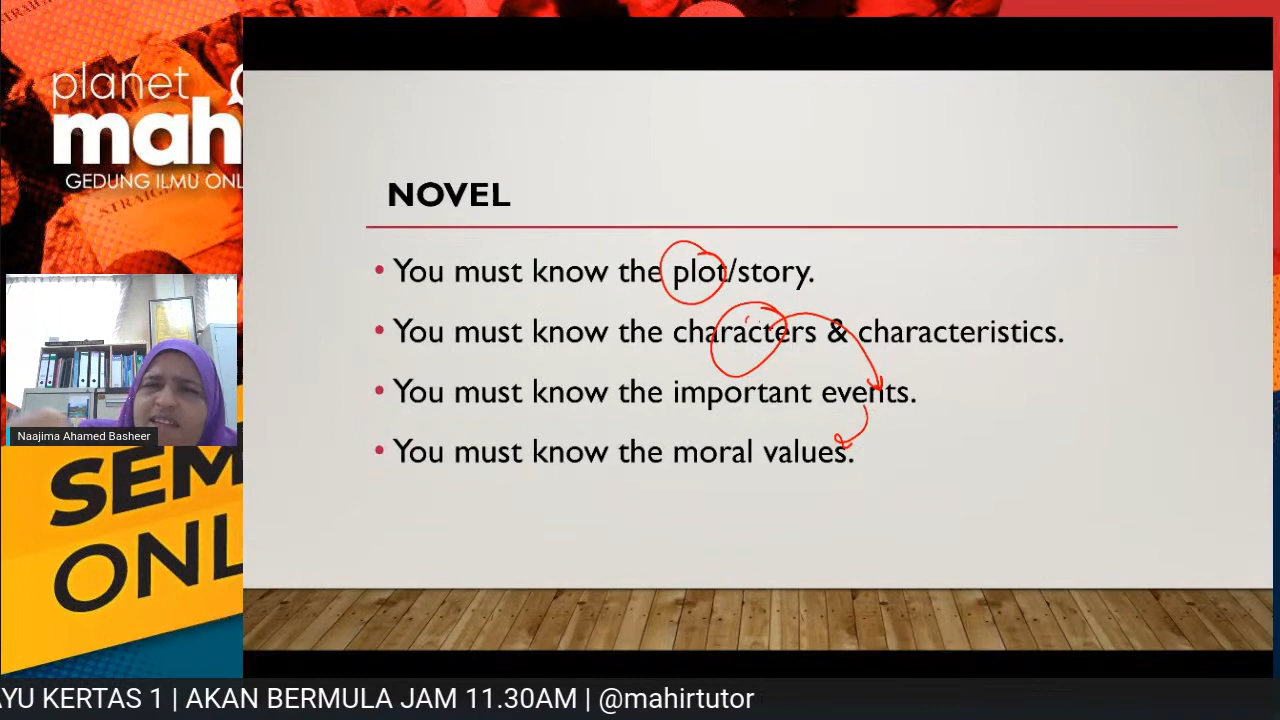 planet
mah
GEDUNG ILMU ONL
NOVEL
• You must know the plot/story.
• You must know the characters & characteristics.
• You must know the important events.
• You must know the moral values.
Naajima Ahamed Basheer
SEM
ONL
AYU KERTAS 1 | AKAN BERMULA JAM 11.30AM | @mahirtutor